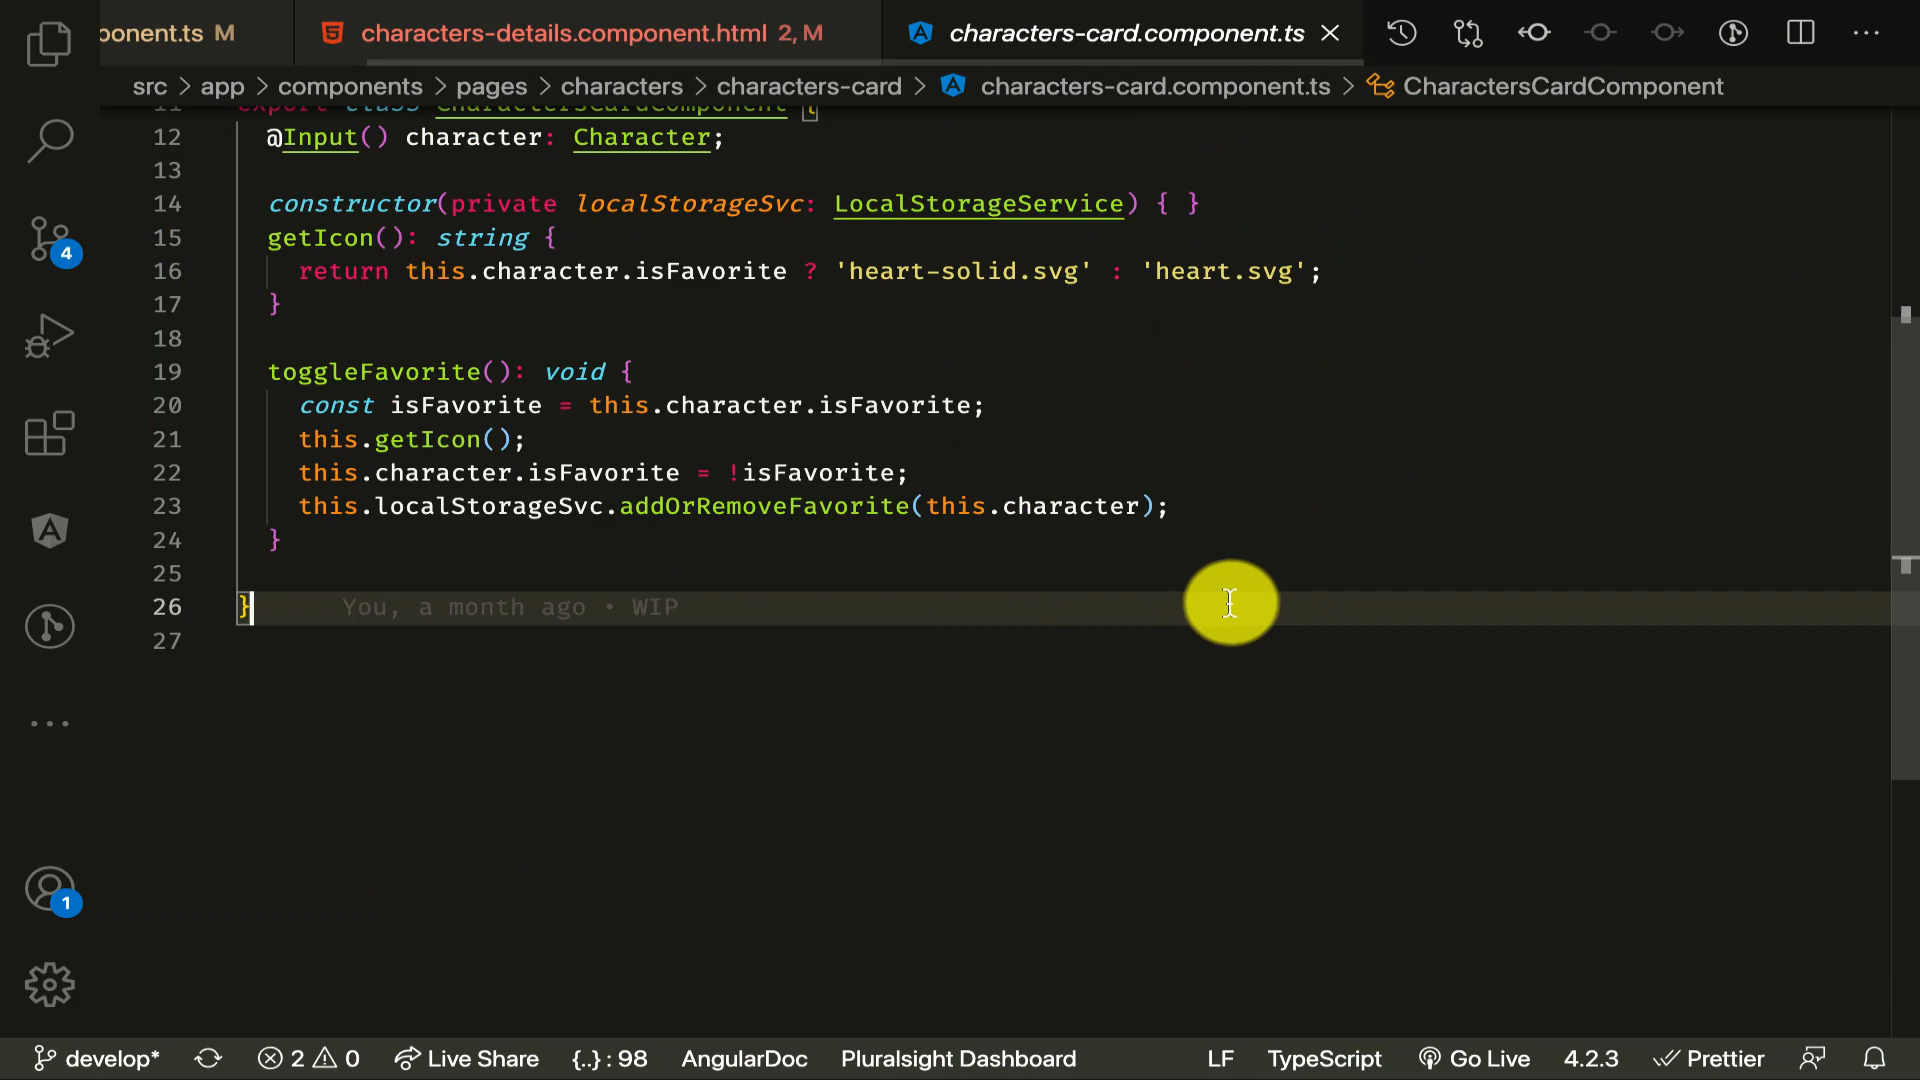 ponent.ts M
characters-details.component.html 2, M
characters-card.component.ts
src > app > components > pages > characters > characters-card > characters-card.component.ts > CharactersCardComponent
11 export class CharactersCardComponent {
12 @Input() character: Character;
13
14 constructor(private localStorageSvc: LocalStorageService) { }
15 getIcon(): string {
16 return this.character.isFavorite ? 'heart-solid.svg' : 'heart.svg';
17 }
18
19 toggleFavorite(): void {
20 const isFavorite = this.character.isFavorite;
21 this.getIcon();
22 this.character.isFavorite = !isFavorite;
23 this.localStorageSvc.addOrRemoveFavorite(this.character);
24 }
25
26 } You, a month ago • WIP
27
4
1
develop* 2 0 Live Share {..} : 98 AngularDoc Pluralsight Dashboard LF TypeScript Go Live 4.2.3 Prettier